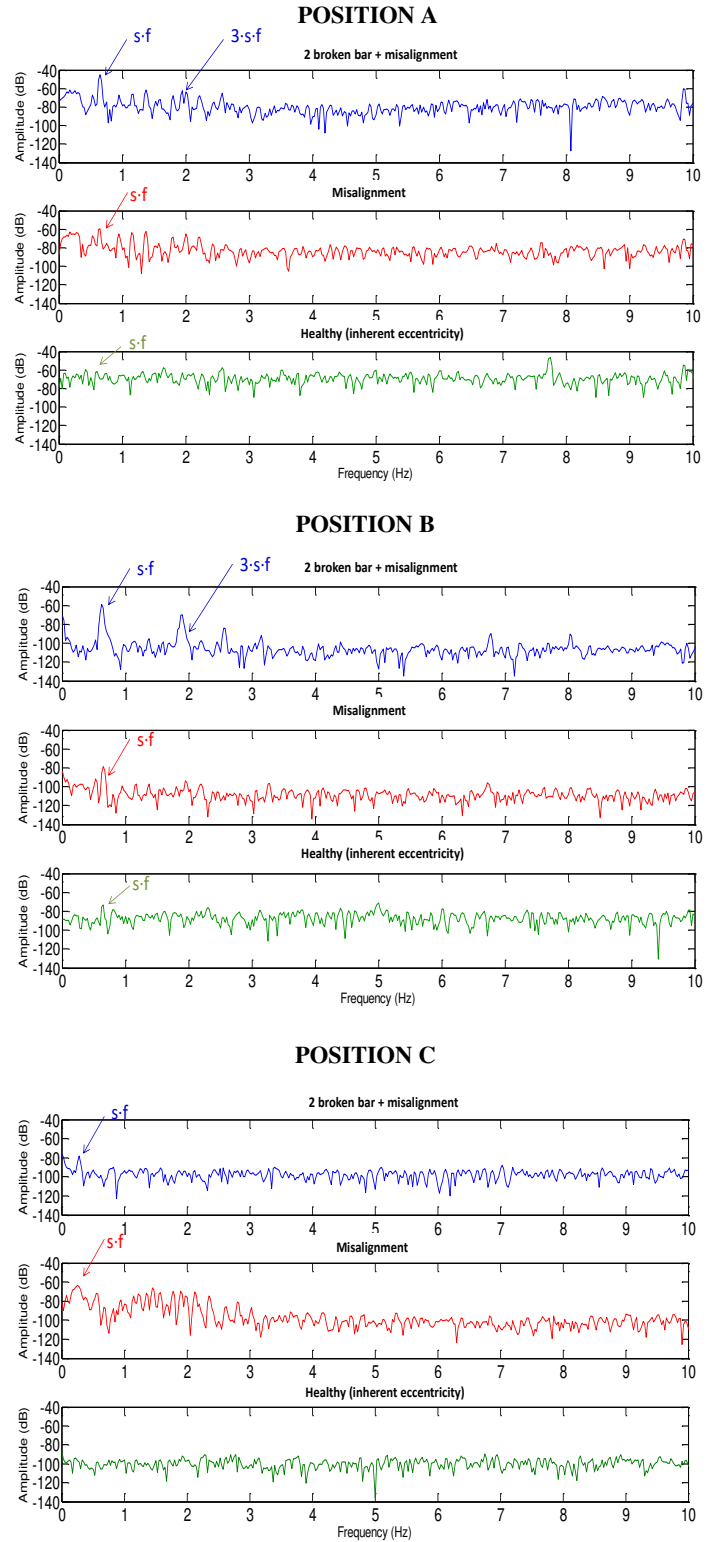 POSITION A
s·f 3·s·f
2 broken bar + misalignment
Amplitude (dB)
-40
-60
-80
-100
-120
-140
0 1 2 3 4 5 6 7 8 9 10
Misalignment
s·f
Amplitude (dB)
-40
-60
-80
-100
-120
-140
0 1 2 3 4 5 6 7 8 9 10
Healthy (inherent eccentricity)
s·f
Amplitude (dB)
-40
-60
-80
-100
-120
-140
0 1 2 3 4 5 6 7 8 9 10
Frequency (Hz)
POSITION B
s·f 3·s·f 2 broken bar + misalignment
Amplitude (dB)
-40
-60
-80
-100
-120
-140
0 1 2 3 4 5 6 7 8 9 10
Misalignment
s·f
Amplitude (dB)
-40
-60
-80
-100
-120
-140
0 1 2 3 4 5 6 7 8 9 10
Healthy (inherent eccentricity)
s·f
Amplitude (dB)
-40
-60
-80
-100
-120
-140
0 1 2 3 4 5 6 7 8 9 10
Frequency (Hz)
POSITION C
2 broken bar + misalignment
s·f
Amplitude (dB)
-40
-60
-80
-100
-120
-140
0 1 2 3 4 5 6 7 8 9 10
Misalignment
s·f
Amplitude (dB)
-40
-60
-80
-100
-120
-140
0 1 2 3 4 5 6 7 8 9 10
Healthy (inherent eccentricity)
Amplitude (dB)
-40
-60
-80
-100
-120
-140
0 1 2 3 4 5 6 7 8 9 10
Frequency (Hz)